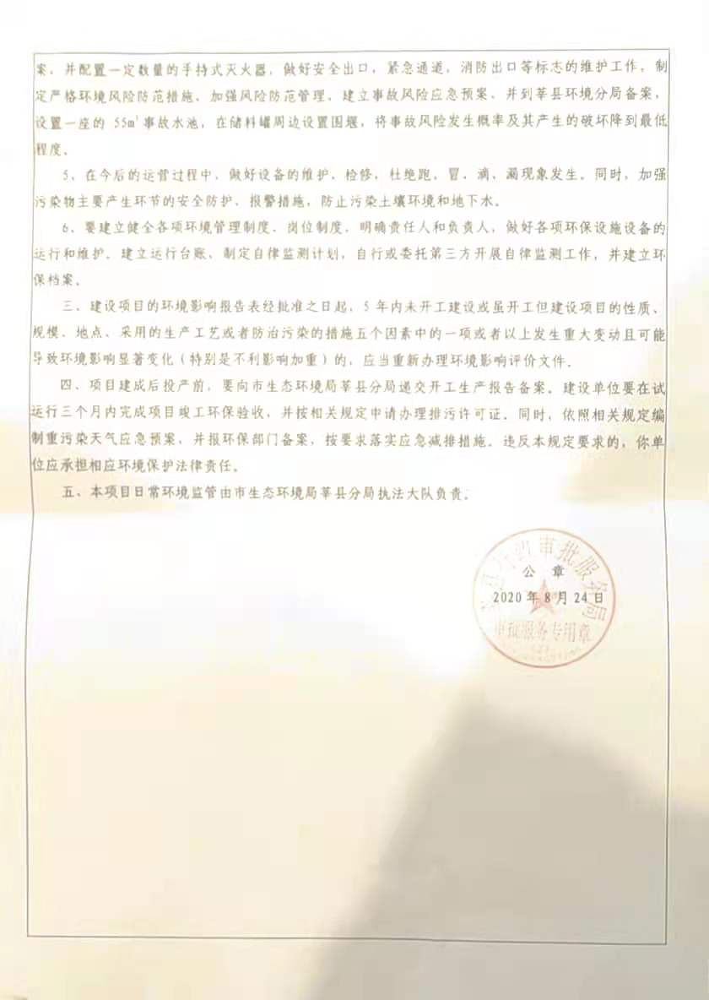 案，并配置一定数量的手持式灭火器，做好安全出口，紧急通道，消防出口等标志的维护工作，制
定严格环境风险防范措施、加强风险防范管理、建立事故风险应急预案、并到莘县环境分局备案，
设置一座的 55m³事故水池，在储料罐周边设置围堰，将事故风险发生概率及其产生的破坏降到最低
程度。
5、在今后的运营过程中，做好设备的维护、检修，杜绝跑、冒、滴、漏现象发生。同时，加强
污染物主要产生环节的安全防护、报警措施，防止污染土壤环境和地下水。
6、要建立健全各项环境管理制度、岗位制度，明确责任人和负责人，做好各项环保设施设备的
运行和维护。建立运行台账，制定自律监测计划，自行或委托第三方开展自律监测工作，并建立环
保档案。
三、建设项目的环境影响报告表经批准之日起，5 年内未开工建设或虽开工但建设项目的性质、
规模、地点、采用的生产工艺或者防治污染的措施五个因素中的一项或者以上发生重大变动且可能
导致环境影响显著变化（特别是不利影响加重）的，应当重新办理环境影响评价文件。
四、项目建成后投产前，要向市生态环境局莘县分局递交开工生产报告备案。建设单位要在试
运行三个月内完成项目竣工环保验收，并按相关规定申请办理排污许可证。同时，依照相关规定编
制重污染天气应急预案，并报环保部门备案，按要求落实应急减排措施。违反本规定要求的，你单
位应承担相应环境保护法律责任。
五、本项目日常环境监管由市生态环境局莘县分局执法大队负责。
莘县行政审批服务局
公 章
2020 年 8 月 24 日
审批服务专用章